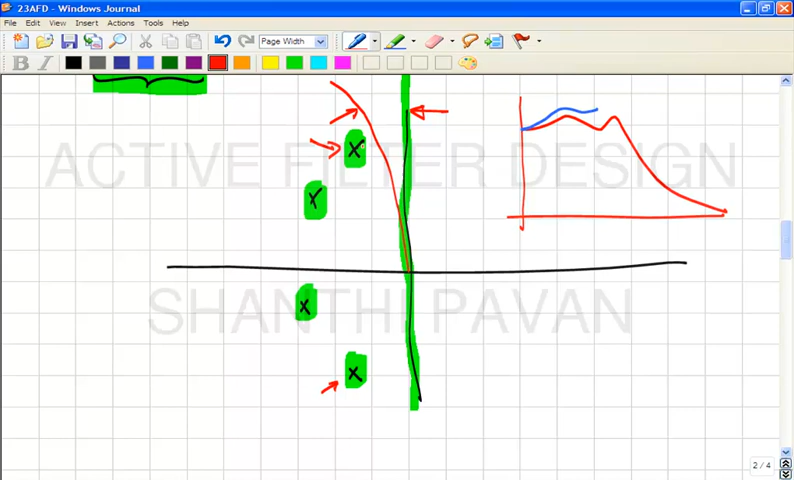 23AFD - Windows Journal
File Edit View Insert Actions Tools Help
Page Width
B I
X
X
X
X
ACTIVE FILTER DESIGN
SHANTHI PAVAN
2 / 4